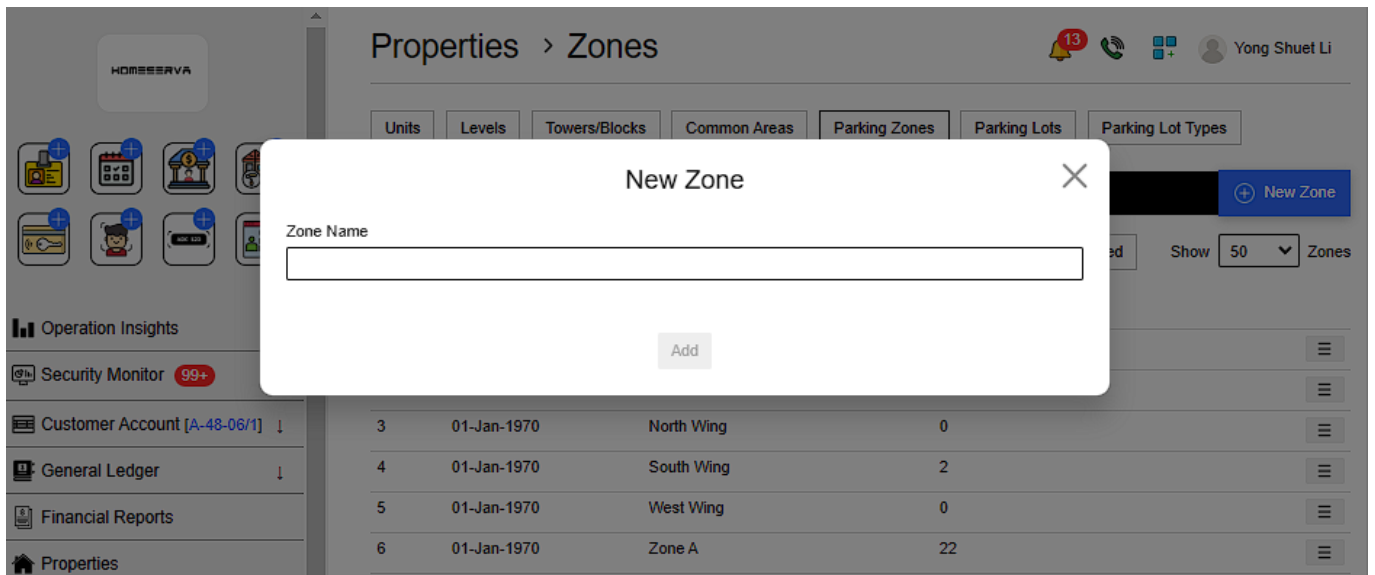 HOMESERVA
Properties > Zones
13
Yong Shuet Li
Units Levels Towers/Blocks Common Areas Parking Zones Parking Lots Parking Lot Types
New Zone
New Zone
Zone Name
ed Show 50 Zones
Add
Operation Insights
Security Monitor 99+
Customer Account [A-48-06/1] ↓
General Ledger ↓
Financial Reports
Properties
3 01-Jan-1970 North Wing 0
4 01-Jan-1970 South Wing 2
5 01-Jan-1970 West Wing 0
6 01-Jan-1970 Zone A 22